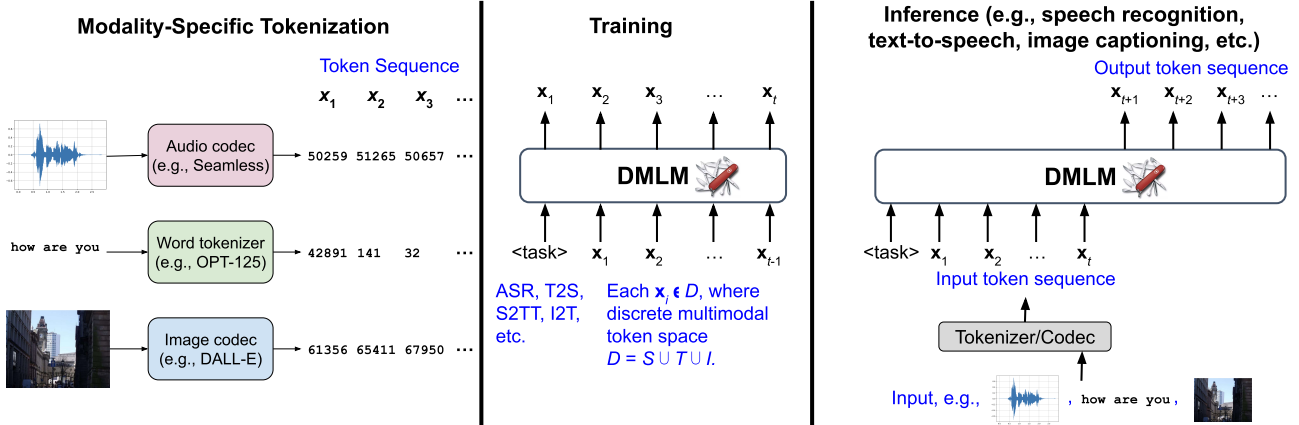 Modality-Specific Tokenization
Token Sequence
x1 x2 x3 ...
Audio codec
(e.g., Seamless)
50259 51265 50657 ...
how are you
Word tokenizer
(e.g., OPT-125)
42891 141 32 ...
Image codec
(e.g., DALL-E)
61356 65411 67950 ...
Training
x1 x2 x3 ... xt
DMLM
<task> x1 x2 ... xt-1
ASR, T2S,
S2TT, I2T,
etc.
Each xi ϵ D, where
discrete multimodal
token space
D = S ∪ T ∪ I.
Inference (e.g., speech recognition,
text-to-speech, image captioning, etc.)
Output token sequence
xt+1 xt+2 xt+3 ...
DMLM
<task> x1 x2 ... xt
Input token sequence
Tokenizer/Codec
Input, e.g., , how are you ,